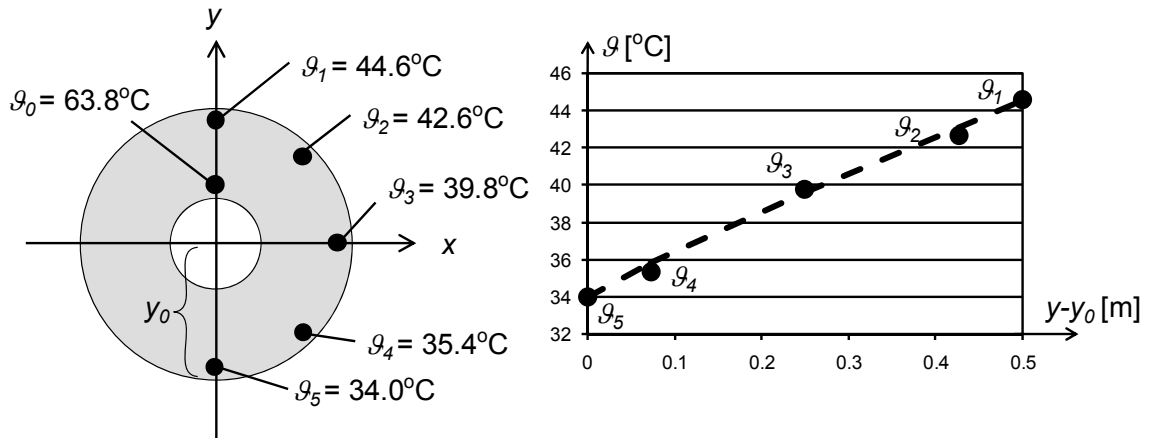 y
ϑ1 = 44.6°C
ϑ0 = 63.8°C
ϑ2 = 42.6°C
ϑ3 = 39.8°C
x
y0
ϑ4 = 35.4°C
ϑ5 = 34.0°C
ϑ [°C]
46
44
42
40
38
36
34
32
ϑ1
ϑ2
ϑ3
ϑ4
ϑ5
y-y0 [m]
0 0.1 0.2 0.3 0.4 0.5